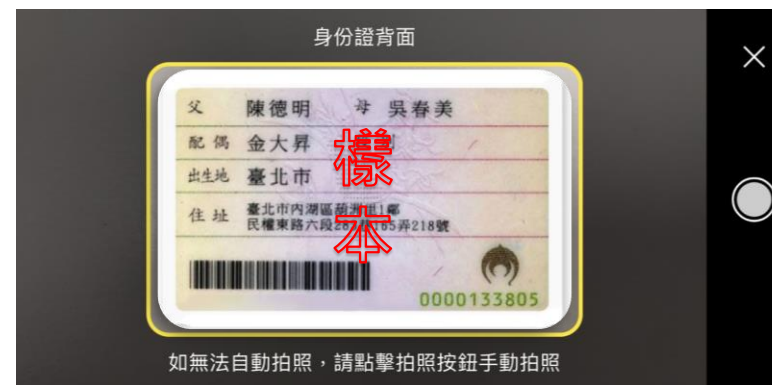 身份證背面
父 陳德明 母 吳春美
配偶 金大昇
出生地 臺北市
住址 臺北市內湖區葫洲里1鄰
民權東路六段 弄218號
樣本
0000133805
如無法自動拍照，請點擊拍照按鈕手動拍照